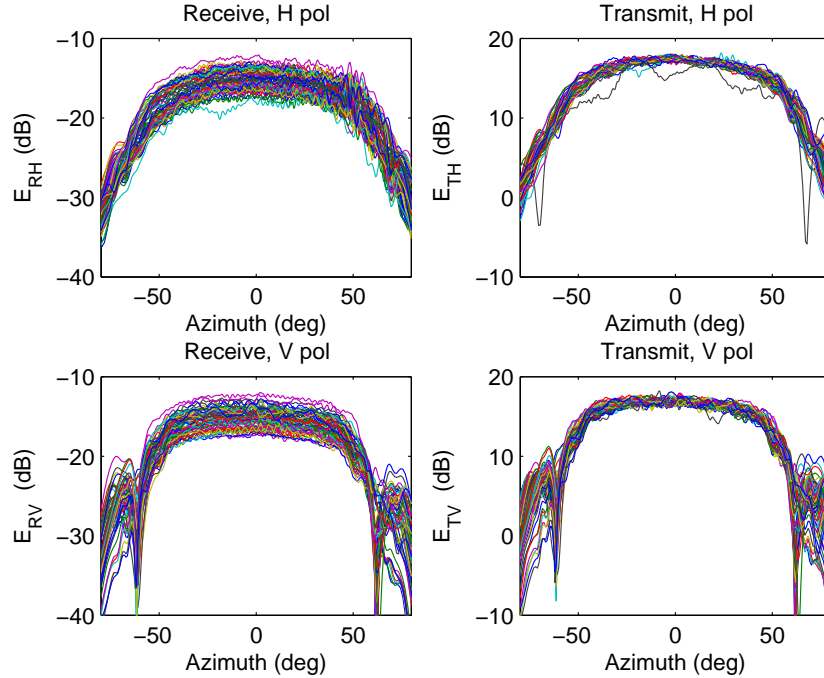 Receive, H pol
−10
−20
−30
−40
E_RH (dB)
−50
0
50
Azimuth (deg)
Transmit, H pol
20
10
0
−10
E_TH (dB)
−50
0
50
Azimuth (deg)
Receive, V pol
−10
−20
−30
−40
E_RV (dB)
−50
0
50
Azimuth (deg)
Transmit, V pol
20
10
0
−10
E_TV (dB)
−50
0
50
Azimuth (deg)